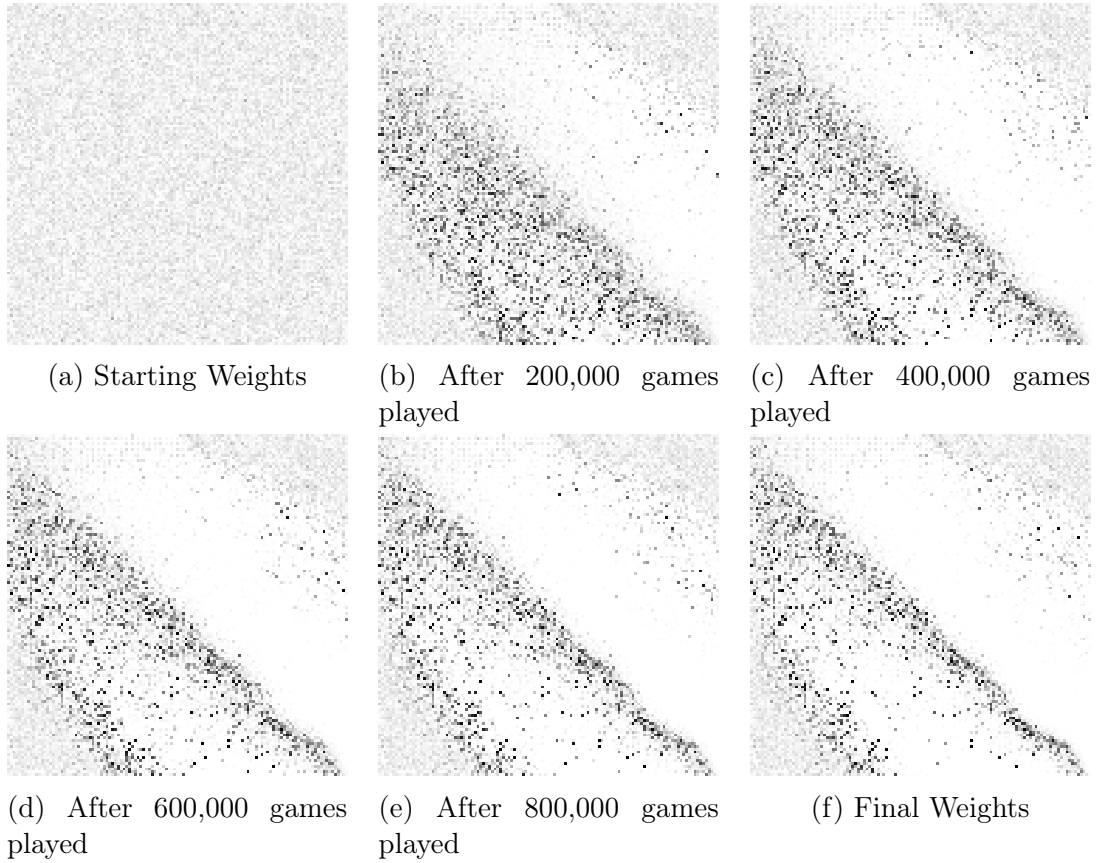 (a) Starting Weights
(b) After 200,000 games
played
(c) After 400,000 games
played
(d) After 600,000 games
played
(e) After 800,000 games
played
(f) Final Weights